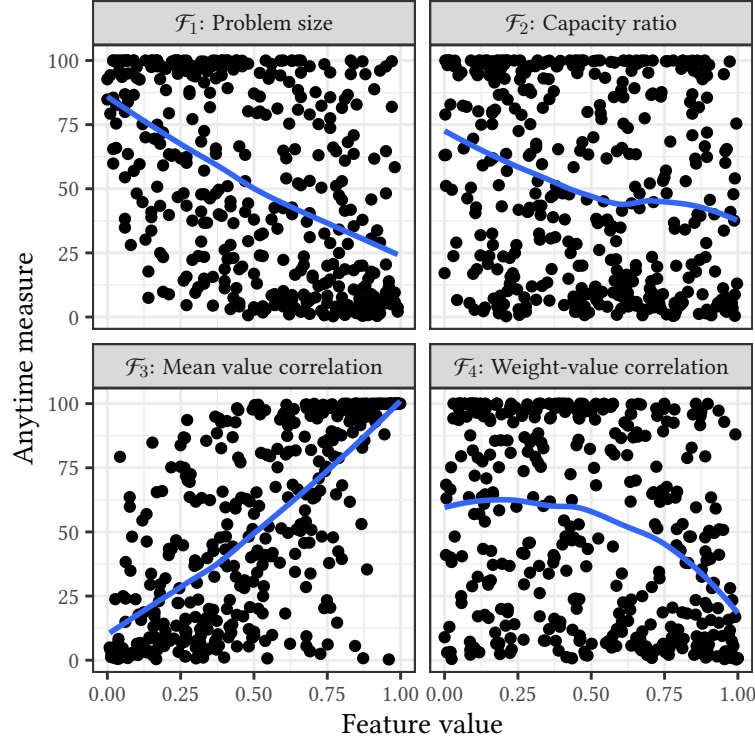 ℱ₁: Problem size
ℱ₂: Capacity ratio
100
75
50
25
0
ℱ₃: Mean value correlation
ℱ₄: Weight-value correlation
100
75
50
25
0
0.00 0.25 0.50 0.75 1.00
0.00 0.25 0.50 0.75 1.00
Anytime measure
Feature value